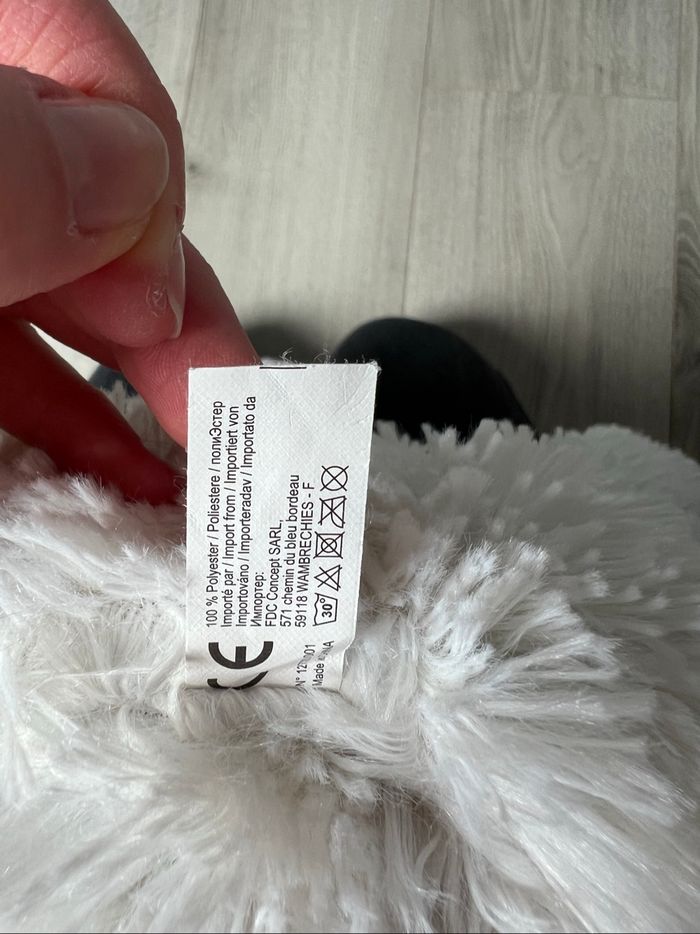 100 % Polyester / Poliestere / полиЭстер
Importé par / Import from / Importiert von
Importováno / Importeradav / Importato da
Импортер:
FDC Concept SARL,
571 chemin du bleu bordeau
59118 WAMBRECHIES - F
30°
CE
N°
Made